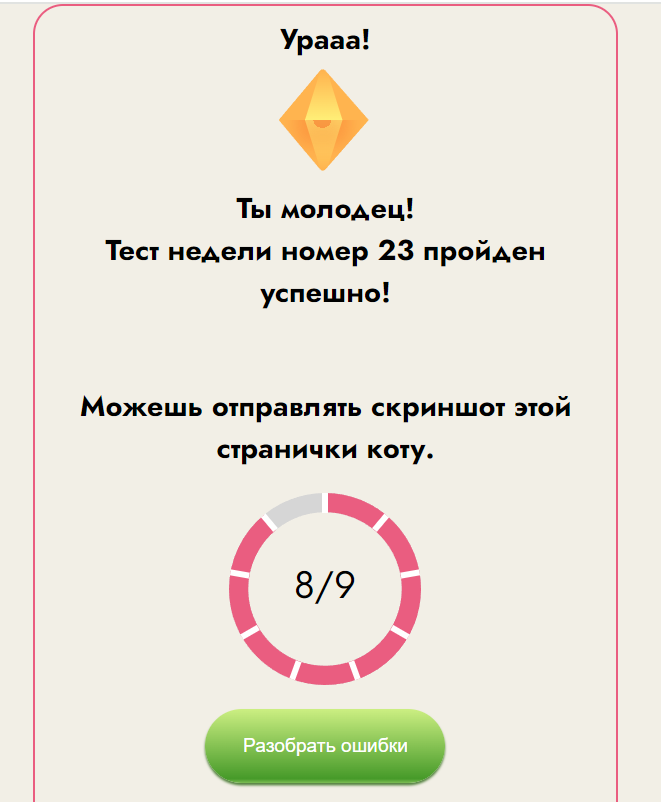 Урааа!
Ты молодец!
Тест недели номер 23 пройден
успешно!
Можешь отправлять скриншот этой
странички коту.
8/9
Разобрать ошибки